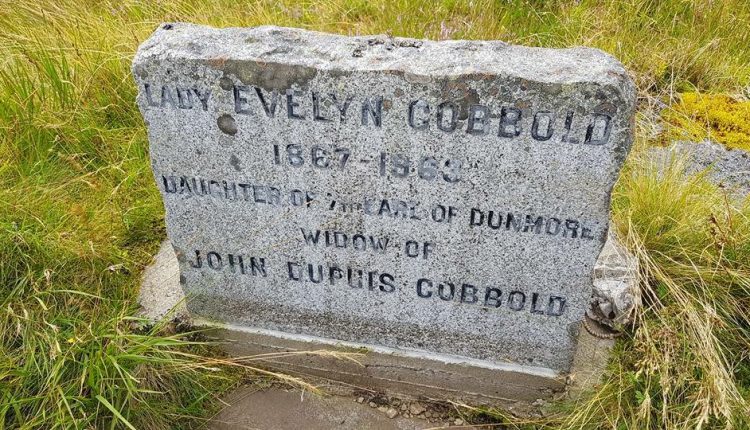 LADY EVELYN COBBOLD
1867-1963
DAUGHTER OF 7TH EARL OF DUNMORE
WIDOW OF
JOHN DUPUIS COBBOLD